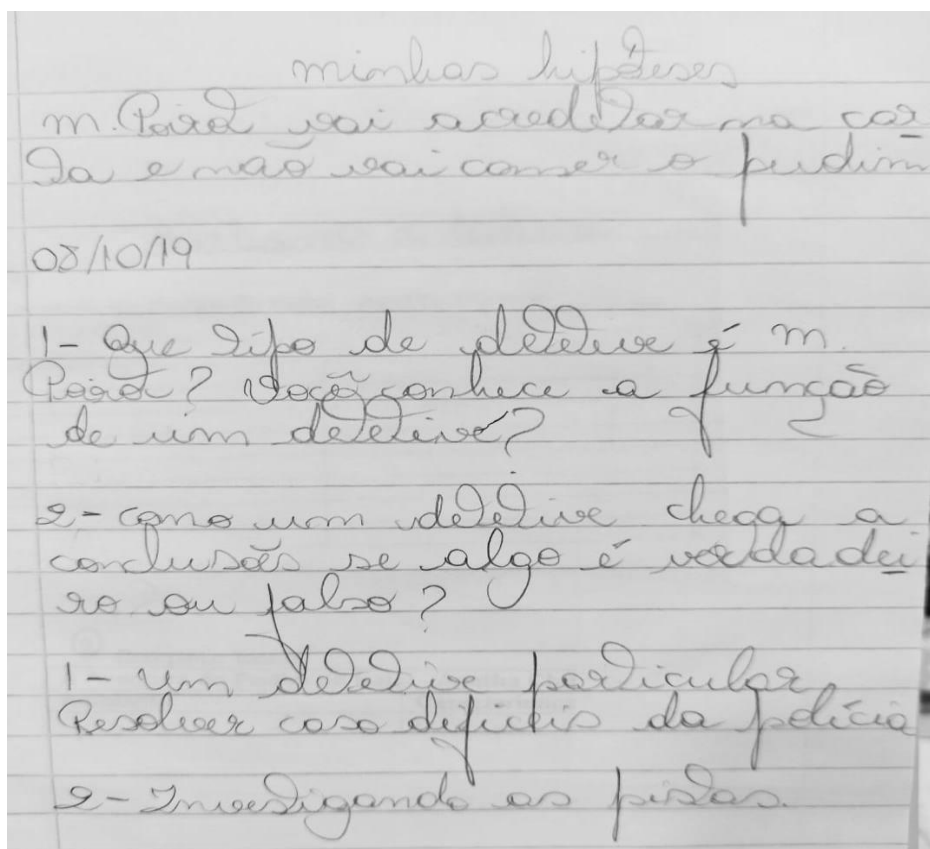 minhas hipóteses
M. Poirot vai acreditar na car
ta e não vai comer o pudim
08/10/19
1- Que tipo de detetive é M.
Poirot? Você conhece a função
de um detetive?
2- como um detetive chega a
conclusões se algo é verdadei
ro ou falso?
1- um detetive particular
Resolver caso dificieis da polícia
2- Investigando as pistas.